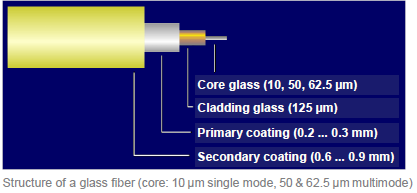 Core glass (10, 50, 62.5 µm)
Cladding glass (125 µm)
Primary coating (0.2 ... 0.3 mm)
Secondary coating (0.6 ... 0.9 mm)
Structure of a glass fiber (core: 10 µm single mode, 50 & 62.5 µm multimode)